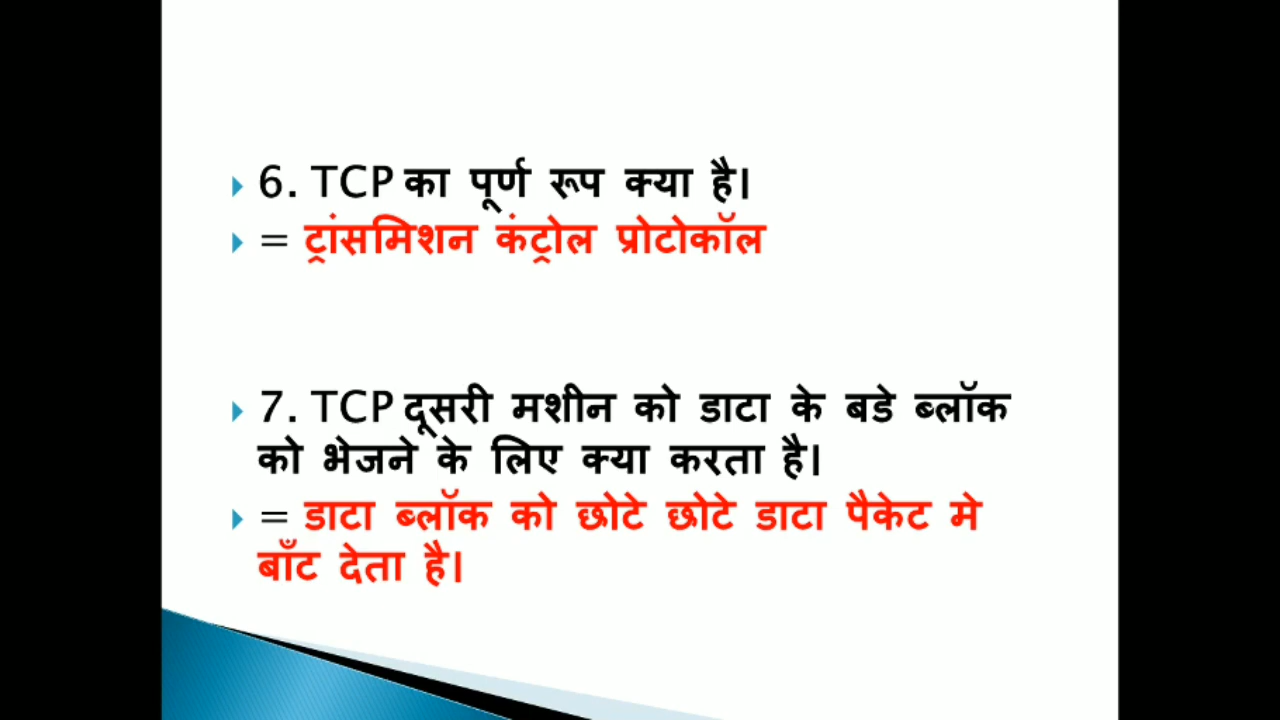 6. TCP का पूर्ण रूप क्या है।
= ट्रांसमिशन कंट्रोल प्रोटोकॉल
7. TCP दूसरी मशीन को डाटा के बडे ब्लॉक
को भेजने के लिए क्या करता है।
= डाटा ब्लॉक को छोटे छोटे डाटा पैकेट मे
बाँट देता है।